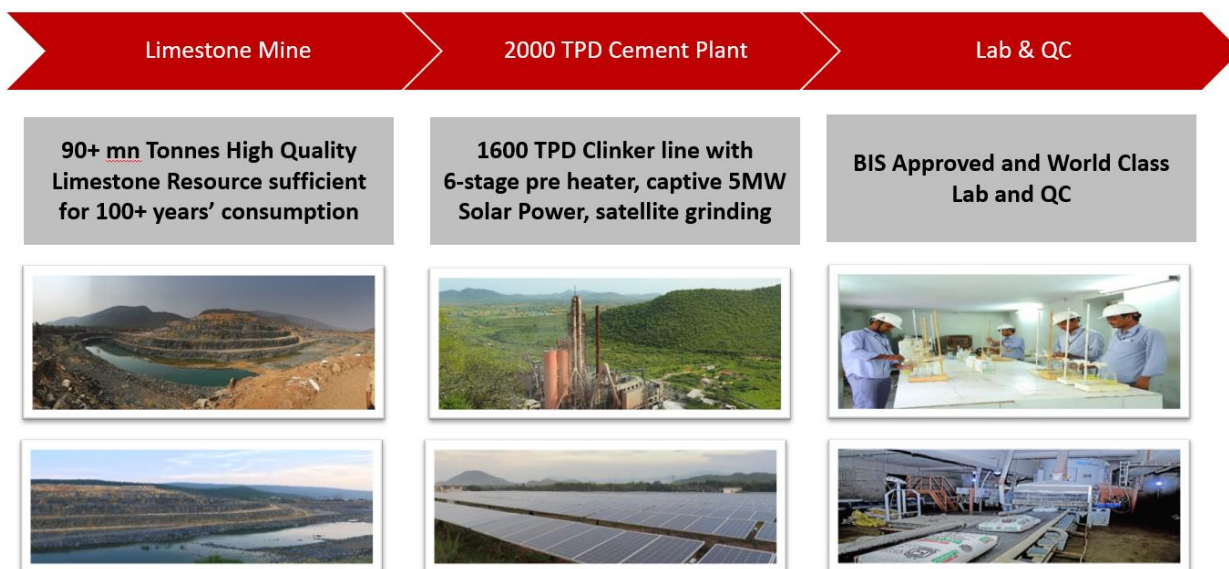 Limestone Mine
2000 TPD Cement Plant
Lab & QC
90+ mn Tonnes High Quality
Limestone Resource sufficient
for 100+ years’ consumption
1600 TPD Clinker line with
6-stage pre heater, captive 5MW
Solar Power, satellite grinding
BIS Approved and World Class
Lab and QC